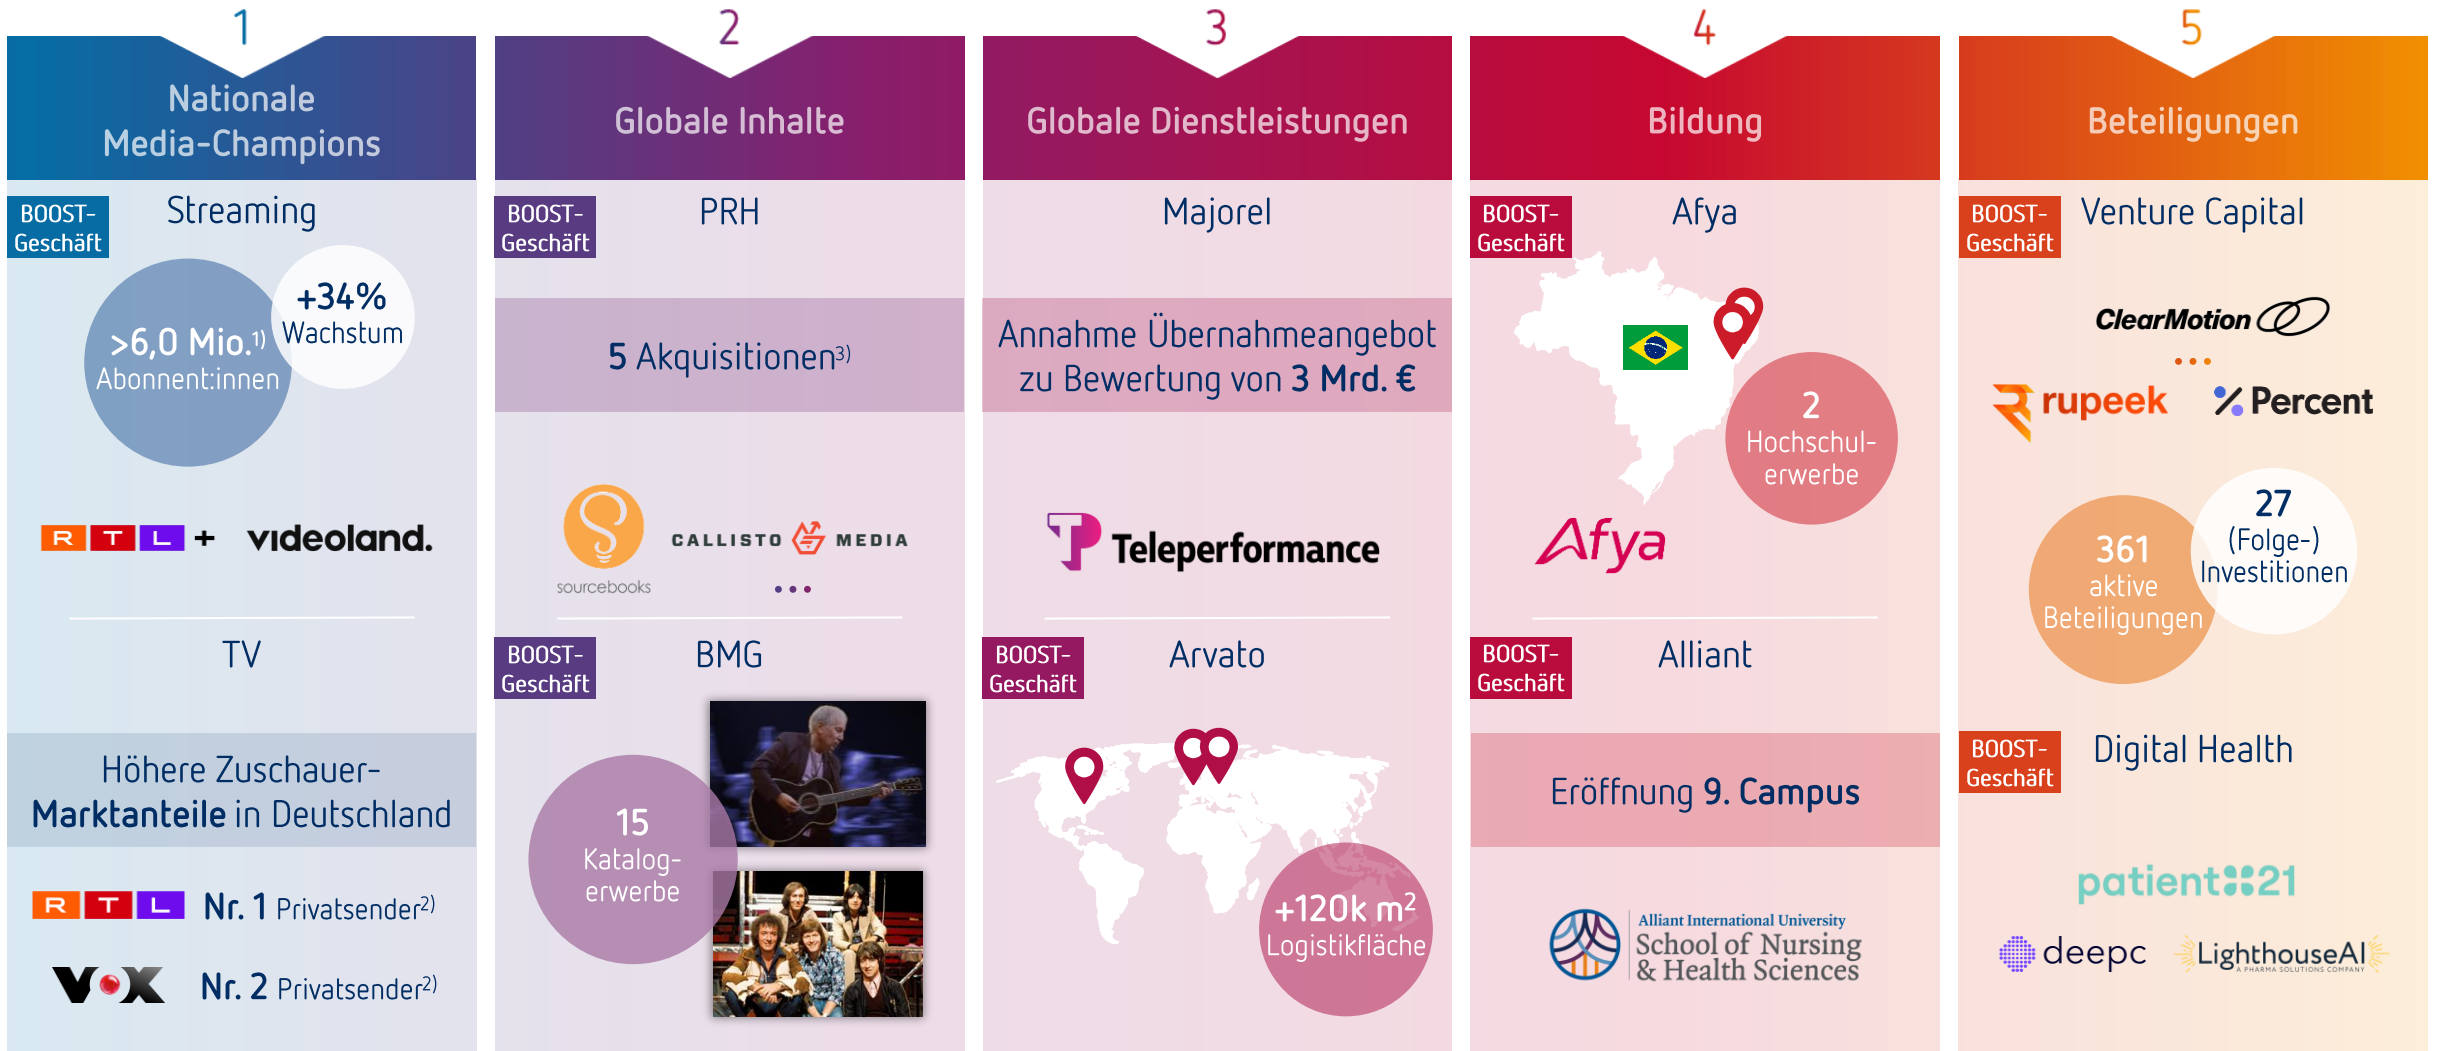 1
Nationale
Media-Champions
BOOST-
Geschäft
Streaming
>6,0 Mio.1)
Abonnent:innen
+34%
Wachstum
RTL+
videoland.
TV
Höhere Zuschauer-
Marktanteile in Deutschland
RTL
Nr. 1 Privatsender2)
VOX
Nr. 2 Privatsender2)
2
Globale Inhalte
BOOST-
Geschäft
PRH
5 Akquisitionen3)
sourcebooks
CALLISTO MEDIA
...
BOOST-
Geschäft
BMG
15
Katalog-
erwerbe
3
Globale Dienstleistungen
Majorel
Annahme Übernahmeangebot
zu Bewertung von 3 Mrd. €
Teleperformance
BOOST-
Geschäft
Arvato
+120k m2
Logistikfläche
4
Bildung
BOOST-
Geschäft
Afya
2
Hochschul-
erwerbe
Afya
BOOST-
Geschäft
Alliant
Eröffnung 9. Campus
Alliant International University
School of Nursing
& Health Sciences
5
Beteiligungen
BOOST-
Geschäft
Venture Capital
ClearMotion
...
rupeek
Percent
361
aktive
Beteiligungen
27
(Folge-)
Investitionen
BOOST-
Geschäft
Digital Health
patient21
deepc
LighthouseAI
A PHARMA SOLUTIONS COMPANY